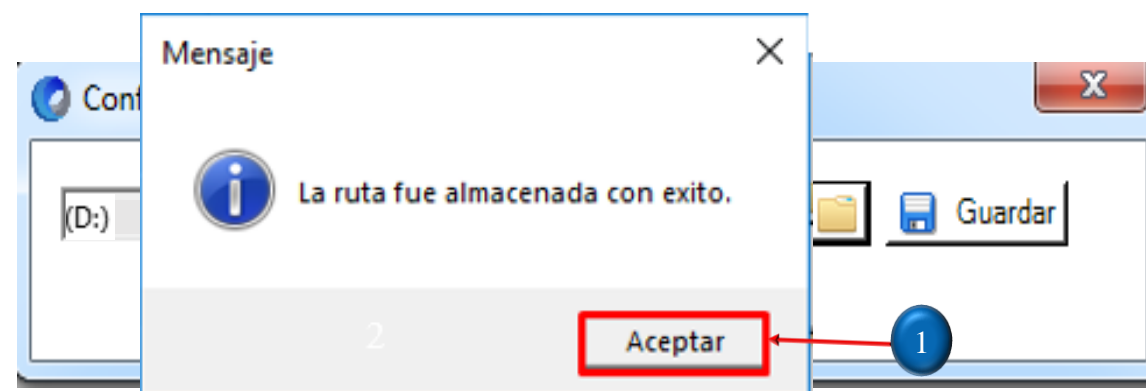 Mensaje
Conf
La ruta fue almacenada con exito.
(D:)
Guardar
2
Aceptar
1